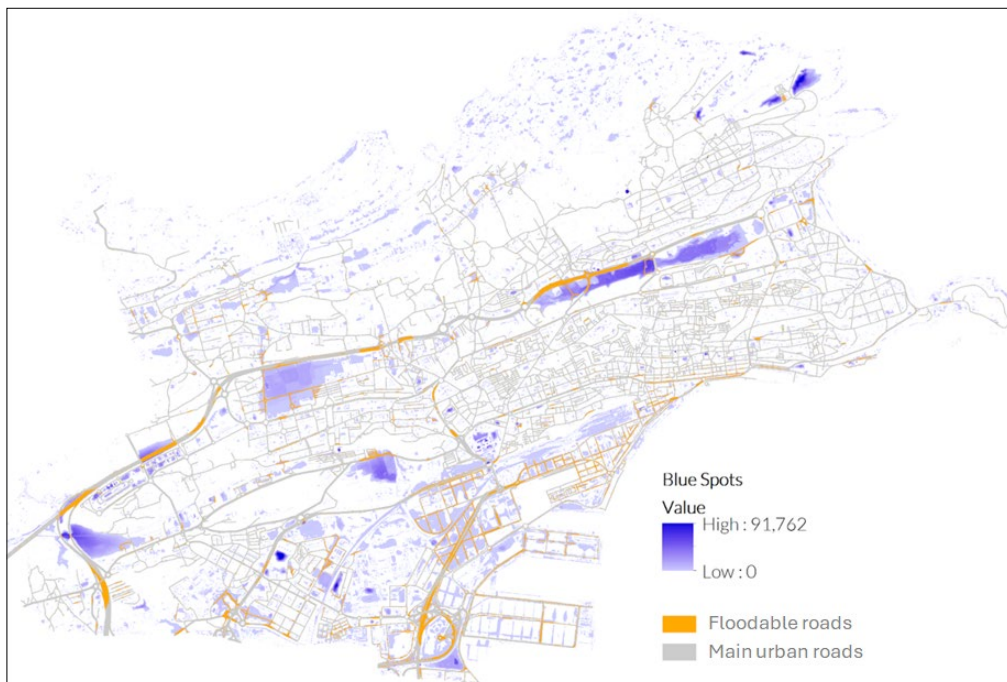 Blue Spots
Value
High : 91,762
Low : 0
Floodable roads
Main urban roads